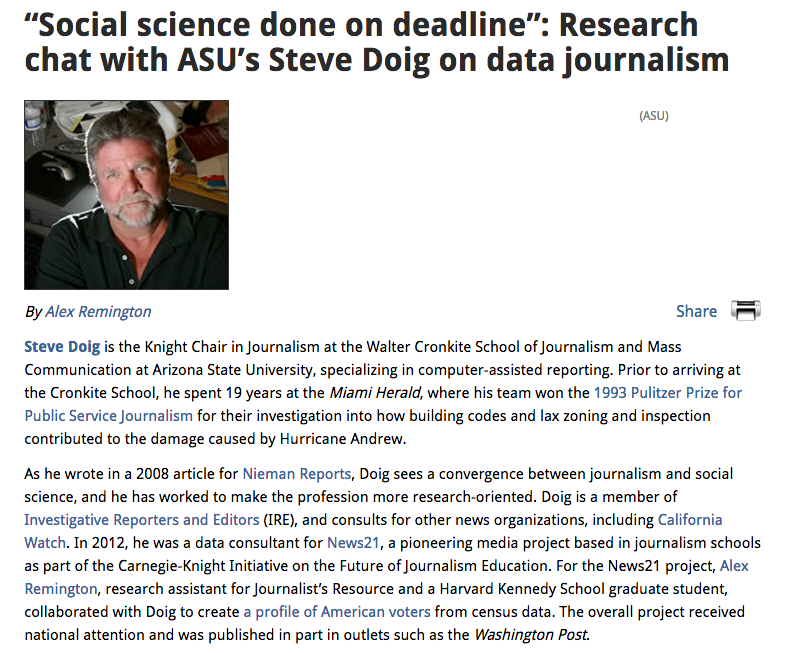 “Social science done on deadline”: Research
chat with ASU’s Steve Doig on data journalism
(ASU)
By Alex Remington
Share
Steve Doig is the Knight Chair in Journalism at the Walter Cronkite School of Journalism and Mass
Communication at Arizona State University, specializing in computer-assisted reporting. Prior to arriving at
the Cronkite School, he spent 19 years at the Miami Herald, where his team won the 1993 Pulitzer Prize for
Public Service Journalism for their investigation into how building codes and lax zoning and inspection
contributed to the damage caused by Hurricane Andrew.
As he wrote in a 2008 article for Nieman Reports, Doig sees a convergence between journalism and social
science, and he has worked to make the profession more research-oriented. Doig is a member of
Investigative Reporters and Editors (IRE), and consults for other news organizations, including California
Watch. In 2012, he was a data consultant for News21, a pioneering media project based in journalism schools
as part of the Carnegie-Knight Initiative on the Future of Journalism Education. For the News21 project, Alex
Remington, research assistant for Journalist’s Resource and a Harvard Kennedy School graduate student,
collaborated with Doig to create a profile of American voters from census data. The overall project received
national attention and was published in part in outlets such as the Washington Post.